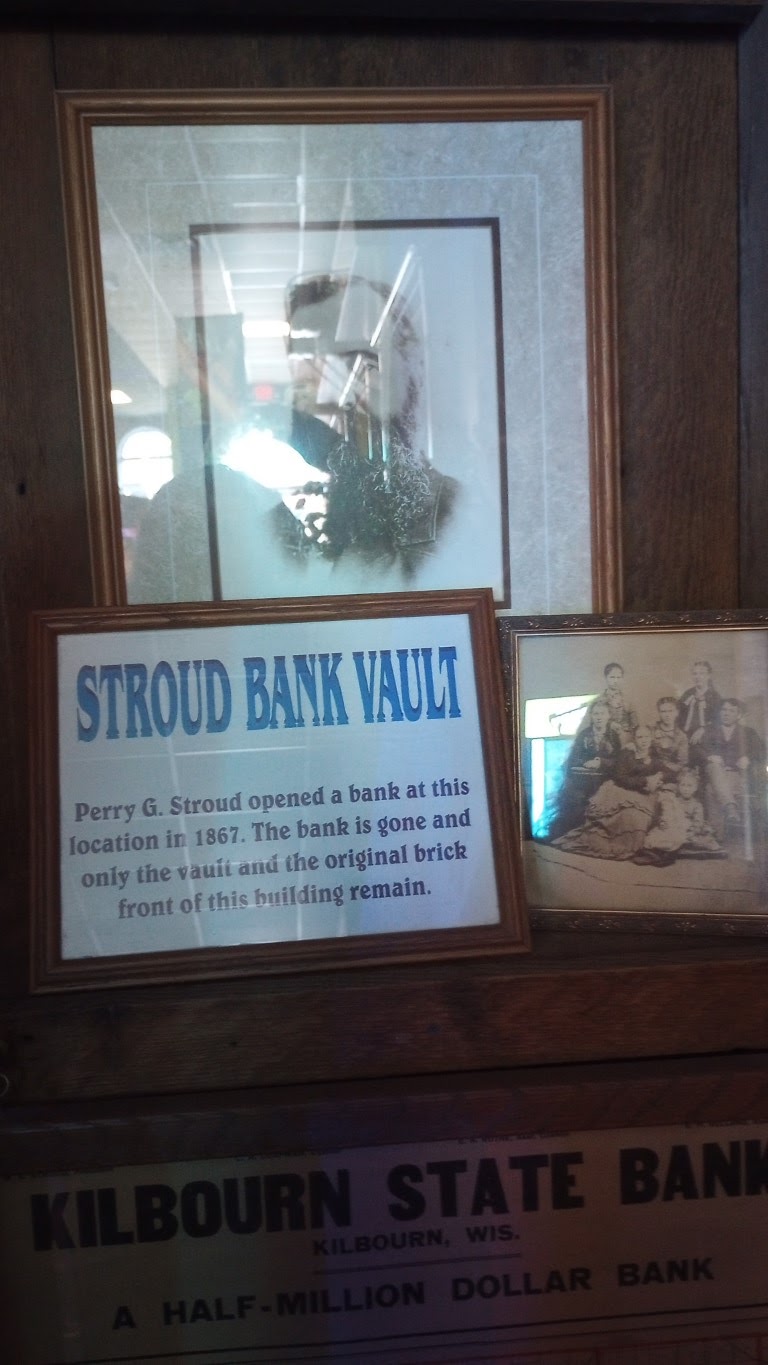 STROUD BANK VAULT
Perry G. Stroud opened a bank at this
location in 1867. The bank is gone and
only the vault and the original brick
front of this building remain.
KILBOURN STATE BANK
KILBOURN, WIS.
A HALF-MILLION DOLLAR BANK